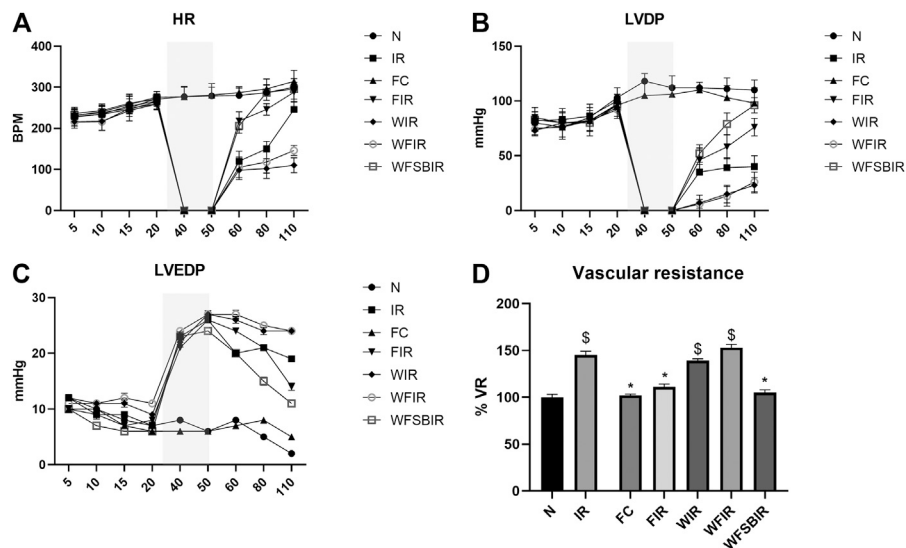 A
HR
BPM
400
300
200
100
0
5
10
15
20
40
50
60
80
110
N
IR
FC
FIR
WIR
WFIR
WFSBIR
B
LVDP
mmHg
150
100
50
0
5
10
15
20
40
50
60
80
110
N
IR
FC
FIR
WIR
WFIR
WFSBIR
C
LVEDP
mmHg
30
20
10
0
5
10
15
20
40
50
60
80
110
N
IR
FC
FIR
WIR
WFIR
WFSBIR
D
Vascular resistance
% VR
200
150
100
50
0
$
*
*
$
$
*
N
IR
FC
FIR
WIR
WFIR
WFSBIR